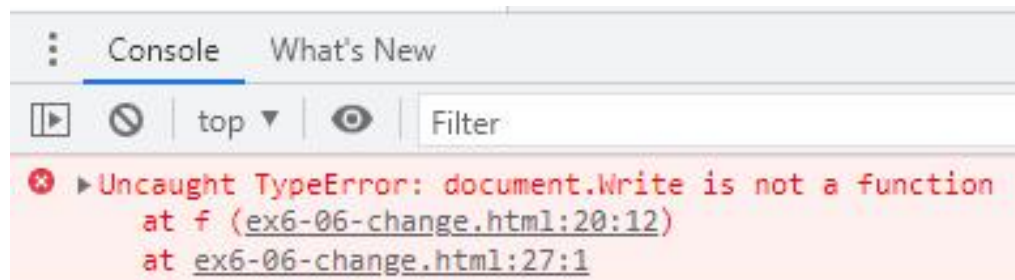 Console What's New
top ▼ Filter
Uncaught TypeError: document.Write is not a function
at f (ex6-06-change.html:20:12)
at ex6-06-change.html:27:1